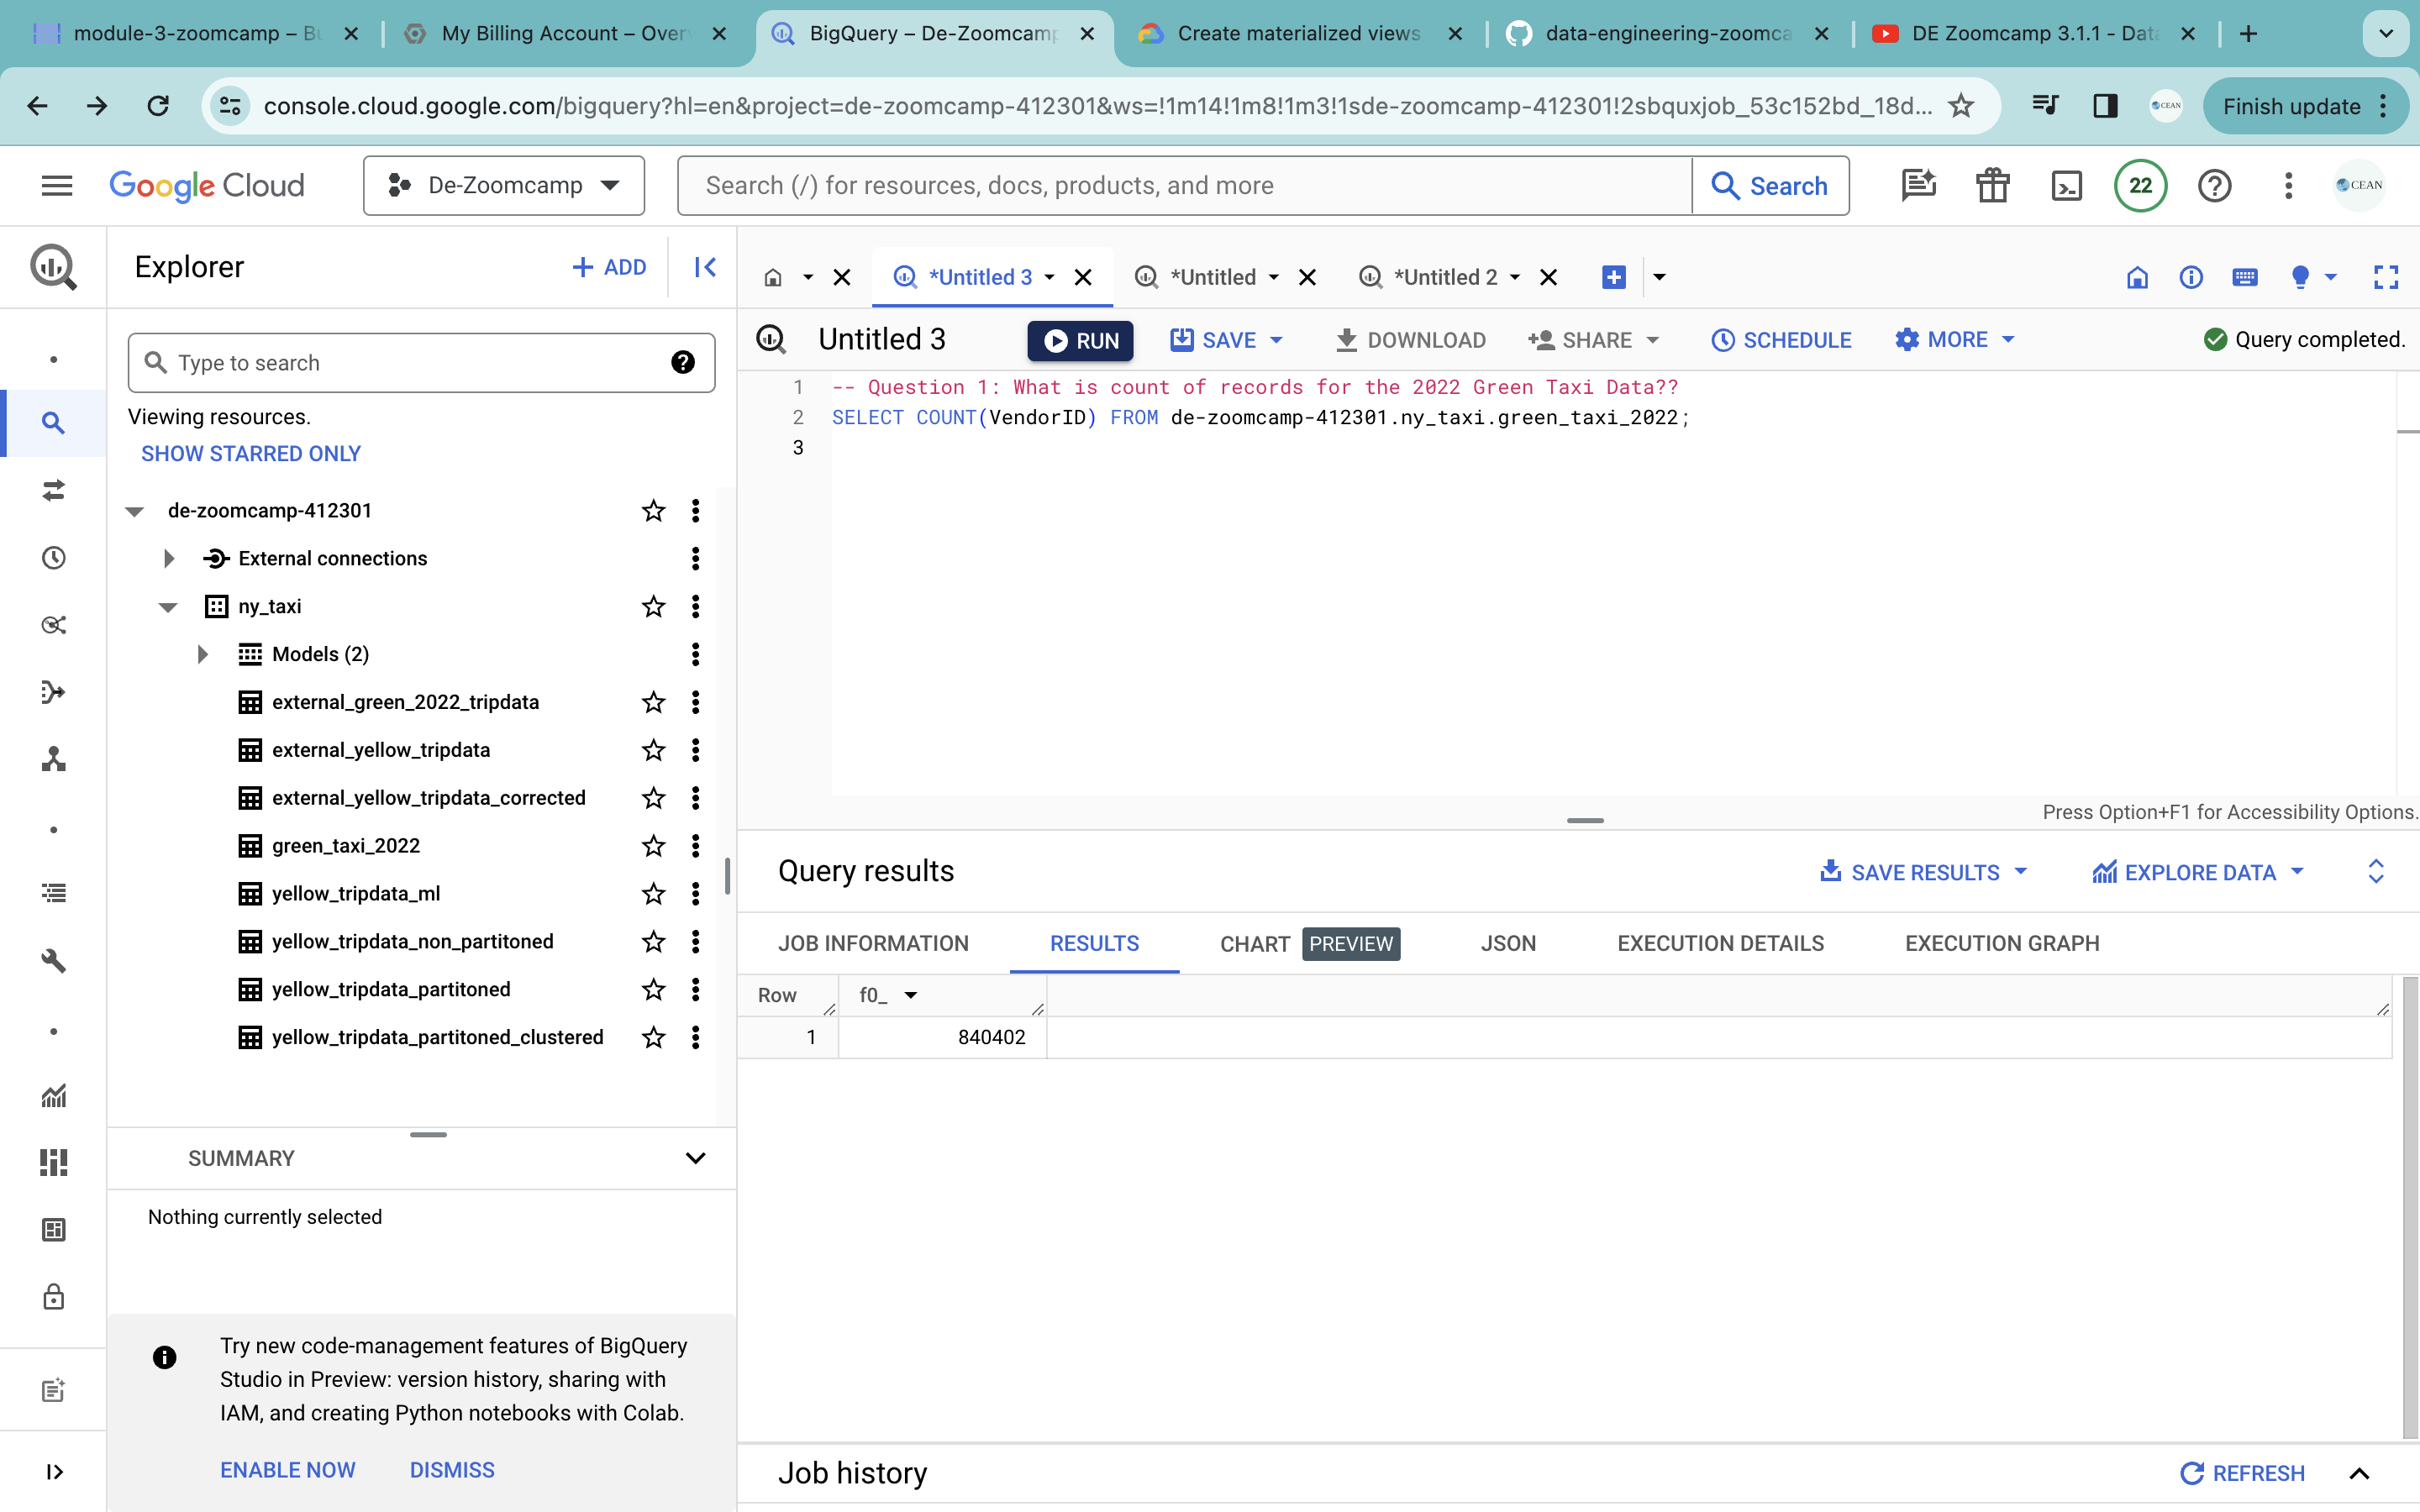 module-3-zoomcamp – Bu
My Billing Account – Over
BigQuery – De-Zoomcamp
Create materialized views
data-engineering-zoomca
DE Zoomcamp 3.1.1 - Data
console.cloud.google.com/bigquery?hl=en&project=de-zoomcamp-412301&ws=!1m14!1m8!1m3!1sde-zoomcamp-412301!2sbquxjob_53c152bd_18d...
CEAN
Finish update
Google Cloud
De-Zoomcamp
Search (/) for resources, docs, products, and more
Search
22
CEAN
Explorer
ADD
*Untitled 3
*Untitled
*Untitled 2
Untitled 3
RUN
SAVE
DOWNLOAD
SHARE
SCHEDULE
MORE
Query completed.
Type to search
Viewing resources.
SHOW STARRED ONLY
de-zoomcamp-412301
External connections
ny_taxi
Models (2)
external_green_2022_tripdata
external_yellow_tripdata
external_yellow_tripdata_corrected
green_taxi_2022
yellow_tripdata_ml
yellow_tripdata_non_partitoned
yellow_tripdata_partitoned
yellow_tripdata_partitoned_clustered
SUMMARY
Nothing currently selected
Try new code-management features of BigQuery
Studio in Preview: version history, sharing with
IAM, and creating Python notebooks with Colab.
ENABLE NOW
DISMISS
1 -- Question 1: What is count of records for the 2022 Green Taxi Data??
2 SELECT COUNT(VendorID) FROM de-zoomcamp-412301.ny_taxi.green_taxi_2022;
3
Press Option+F1 for Accessibility Options.
Query results
SAVE RESULTS
EXPLORE DATA
JOB INFORMATION
RESULTS
CHART PREVIEW
JSON
EXECUTION DETAILS
EXECUTION GRAPH
Row f0_
1 840402
Job history
REFRESH